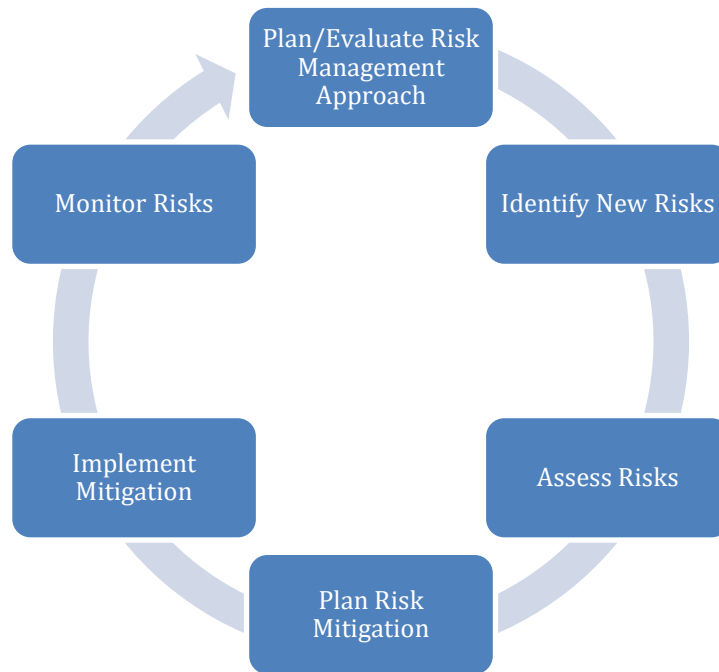 Plan/Evaluate Risk
Management
Approach
Identify New Risks
Assess Risks
Plan Risk
Mitigation
Implement
Mitigation
Monitor Risks